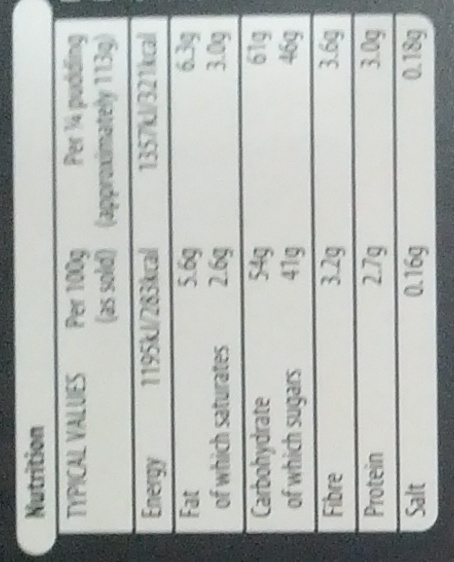 Nutrition
TYPICAL VALUES Per 100g Per ¼ pudding
(as sold) (approximately 113g)
Energy 1195kJ/283kcal 1357kJ/321kcal
Fat 5.6g 6.3g
of which saturates 2.6g 3.0g
Carbohydrate 54g 61g
of which sugars 41g 46g
Fibre 3.2g 3.6g
Protein 2.7g 3.0g
Salt 0.16g 0.18g